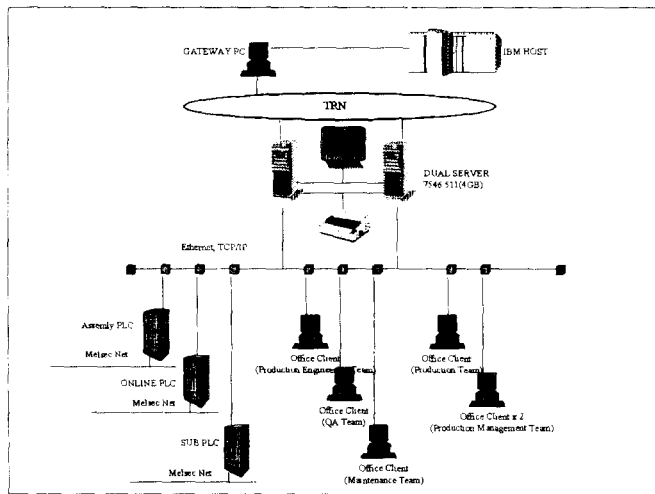 GATEWAY PC
IBM HOST
TRN
DUAL SERVER
7546 511(4GB)
Ethernet, TCP/IP
Assemly PLC
Melsec Net
ONLINE PLC
Melsec Net
SUB PLC
Melsec Net
Office Client
(Production Engineering Team)
Office Client
(Production Team)
Office Client
(QA Team)
Office Client x 2
(Production Management Team)
Office Client
(Maintenance Team)